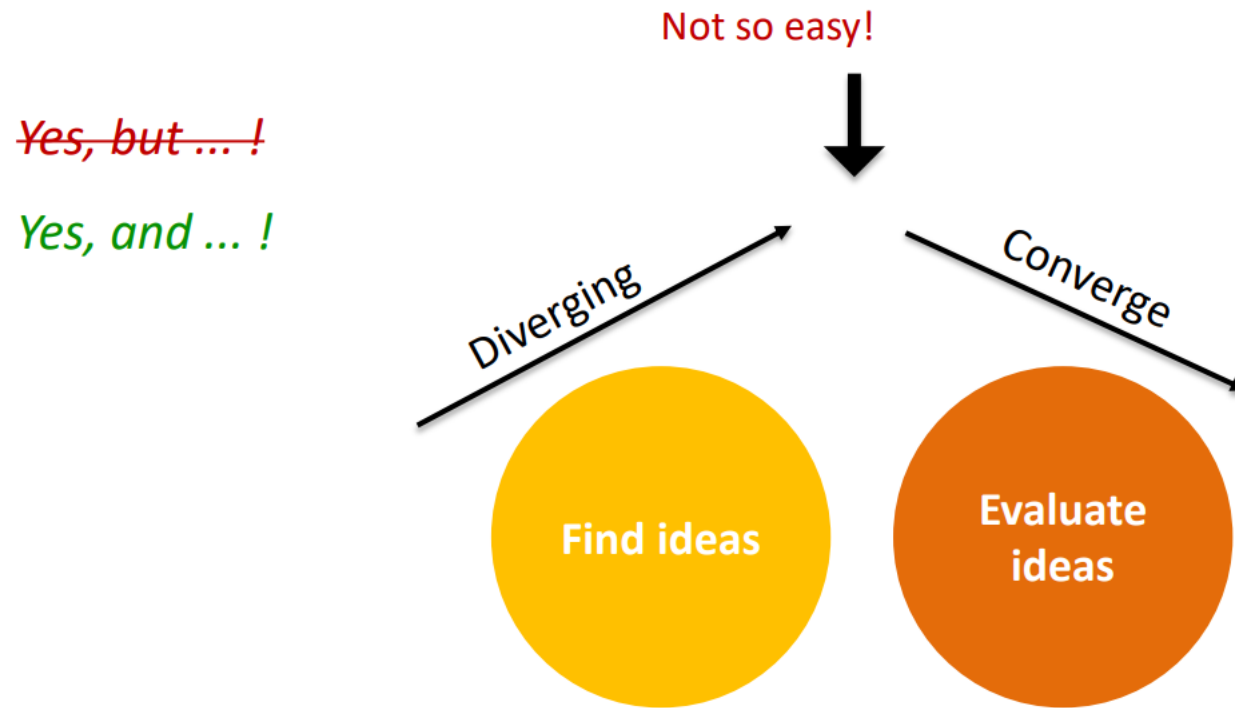 Not so easy!
Yes, but ... !
Yes, and ... !
Diverging
Converge
Find ideas
Evaluate
ideas